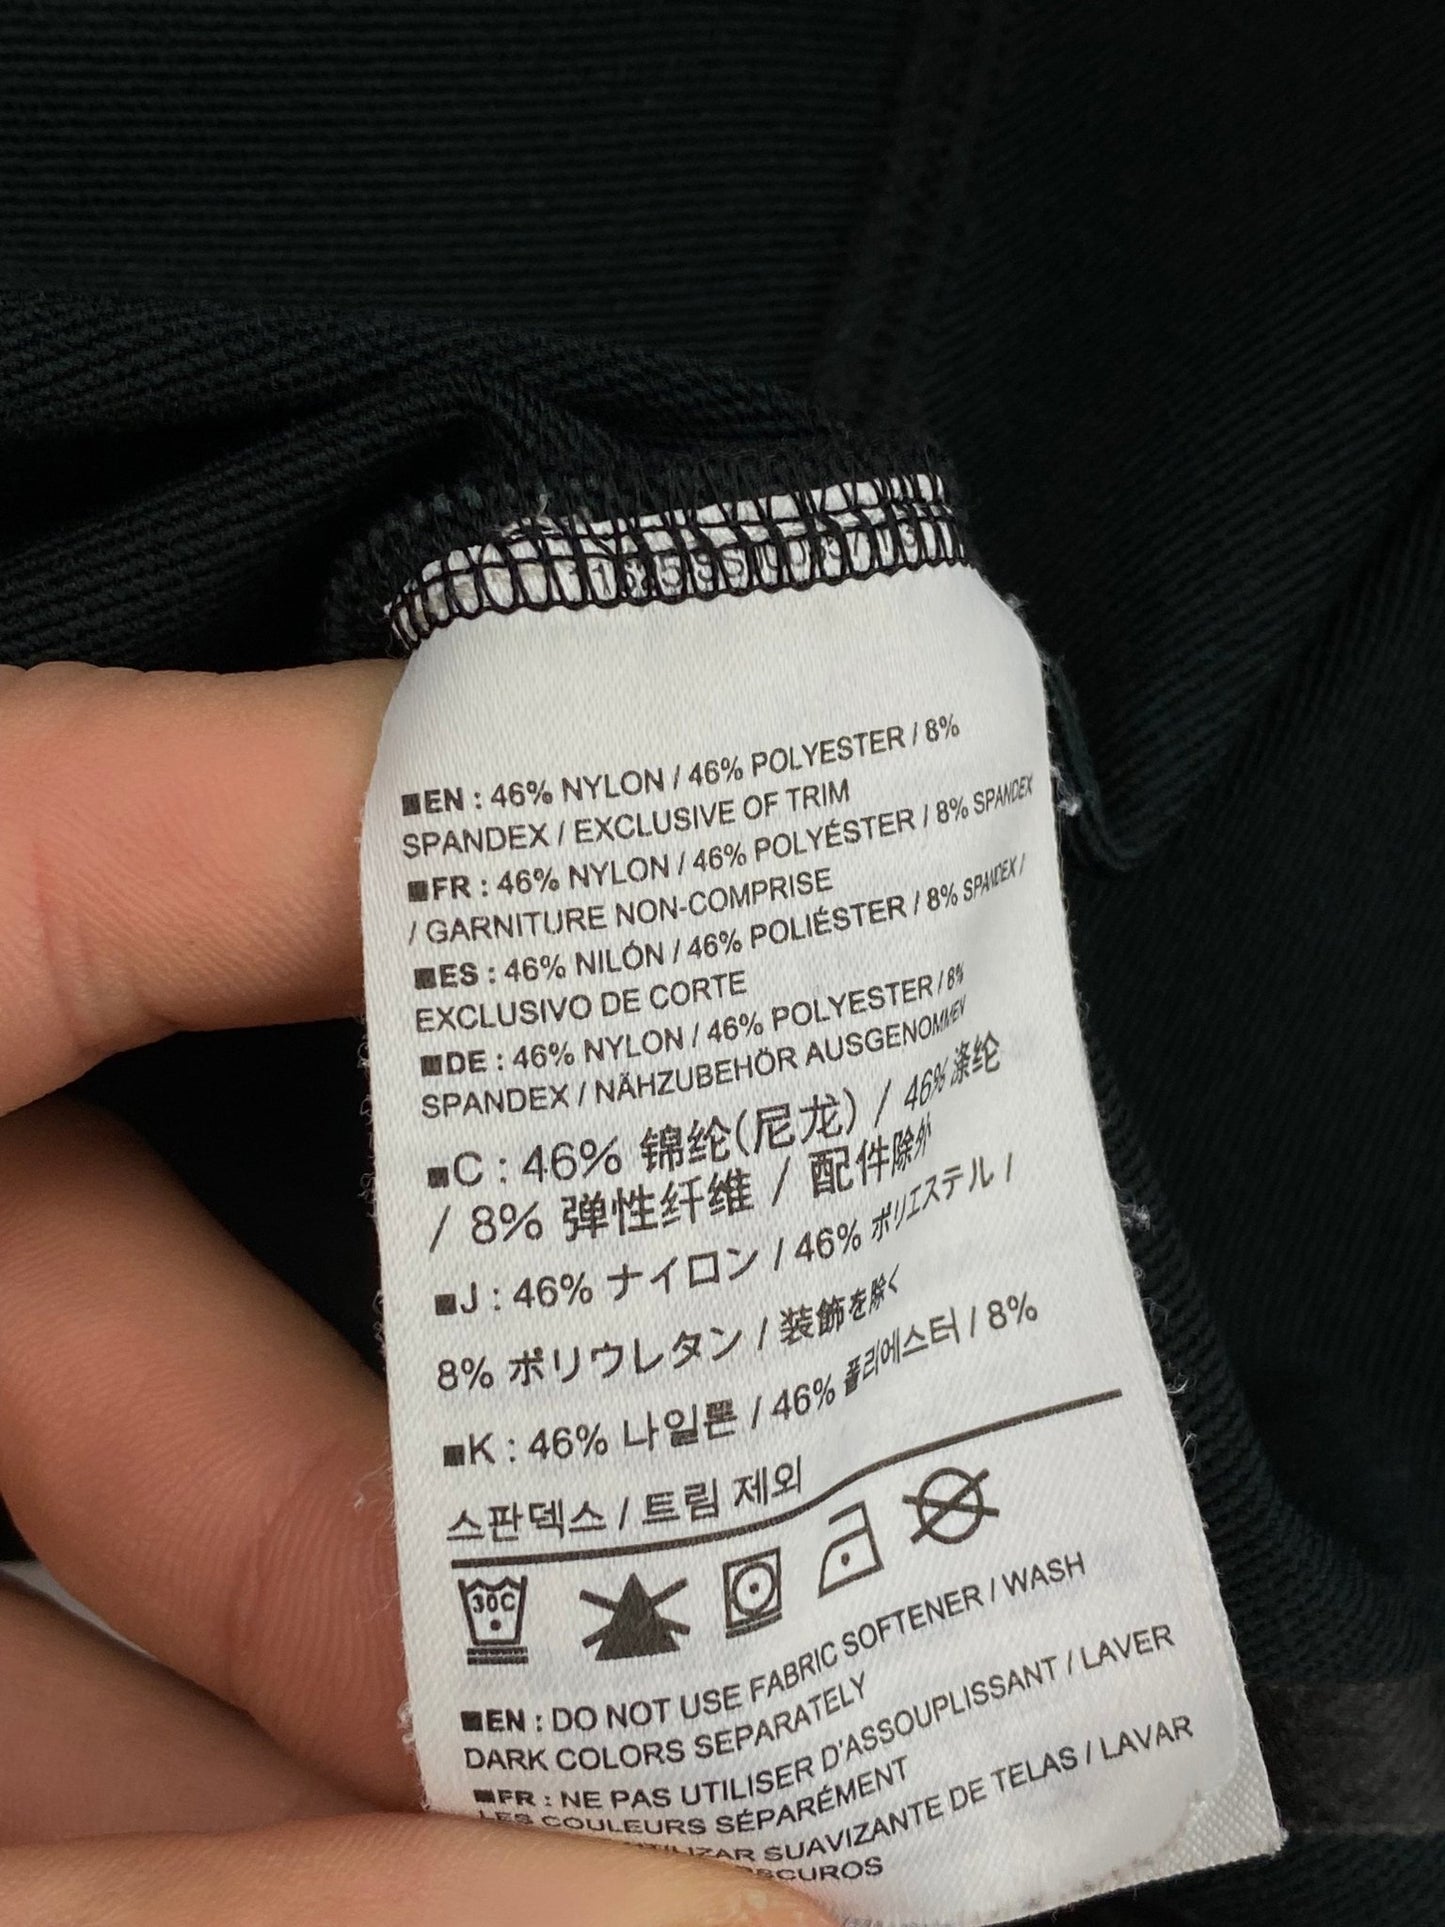 ■EN : 46% NYLON / 46% POLYESTER / 8%
SPANDEX / EXCLUSIVE OF TRIM
■FR : 46% NYLON / 46% POLYÉSTER / 8% SPANDEX
/ GARNITURE NON-COMPRISE
■ES : 46% NILÓN / 46% POLIÉSTER / 8% SPANDEX /
EXCLUSIVO DE CORTE
■DE : 46% NYLON / 46% POLYESTER / 8%
SPANDEX / NÄHZUBEHÖR AUSGENOMMEN
■C : 46% 锦纶(尼龙) / 46% 涤纶
/ 8% 弹性纤维 / 配件除外
■J : 46% ナイロン / 46% ポリエステル /
8% ポリウレタン / 装飾を除く
■K : 46% 나일론 / 46% 폴리에스터 / 8%
스판덱스 / 트림 제외
30C
■EN : DO NOT USE FABRIC SOFTENER / WASH
DARK COLORS SEPARATELY
■FR : NE PAS UTILISER D'ASSOUPLISSANT / LAVER
LES COULEURS SÉPARÉMENT
SUAVIZANTE DE TELAS / LAVAR